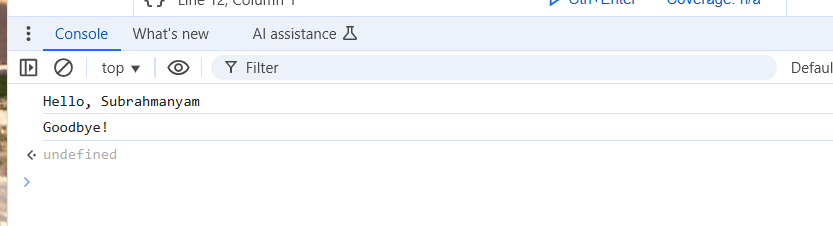 { } Line 12, Column 1 Ctrl+Enter Coverage: n/a
Console What's new AI assistance
top Filter Defaul
Hello, Subrahmanyam
Goodbye!
undefined